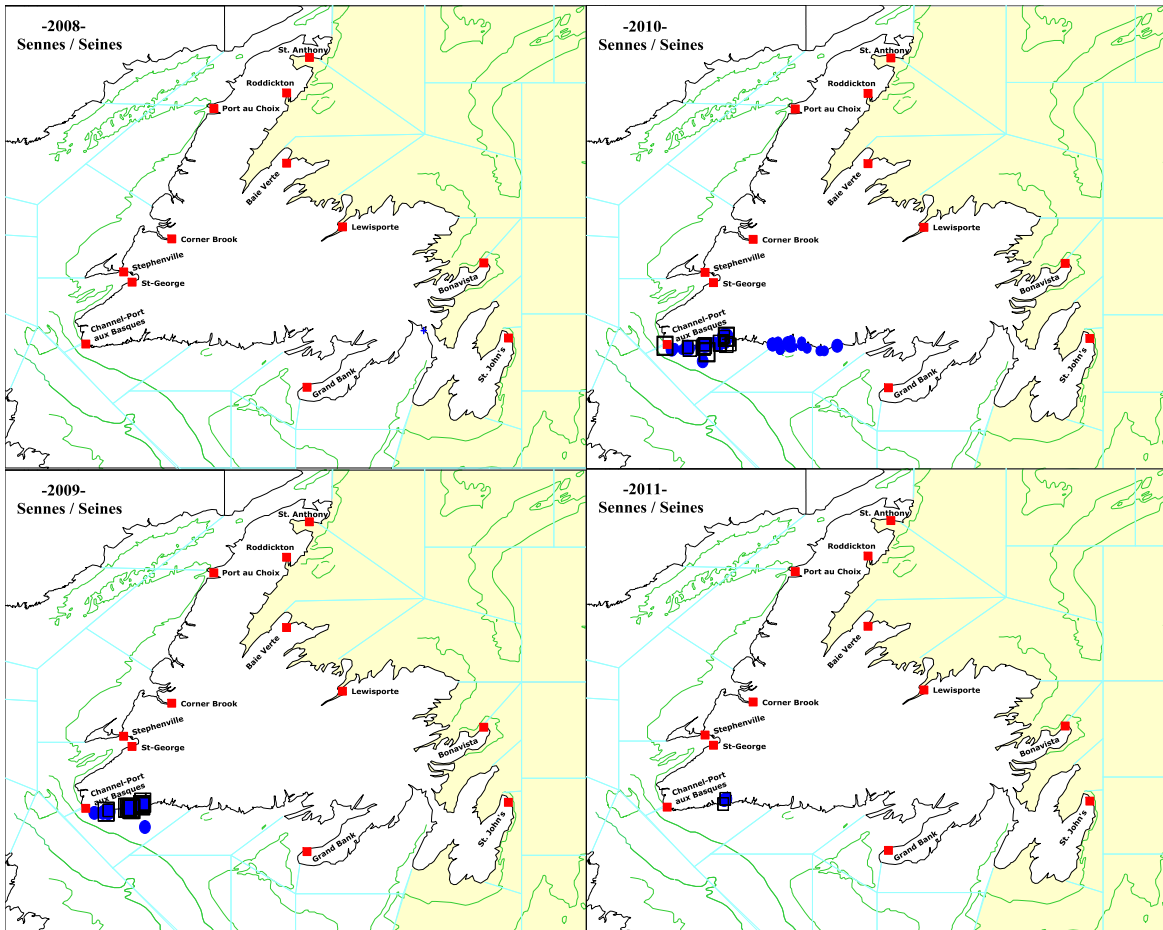 -2008-
Sennes / Seines
St. Anthony
Roddickton
Port au Choix
Baie Verte
Lewisporte
Corner Brook
Stephenville
St-George
Bonavista
Channel-Port
aux Basques
St. John's
Grand Bank
-2010-
Sennes / Seines
St. Anthony
Roddickton
Port au Choix
Baie Verte
Lewisporte
Corner Brook
Stephenville
St-George
Bonavista
Channel-Port
aux Basques
St. John's
Grand Bank
-2009-
Sennes / Seines
St. Anthony
Roddickton
Port au Choix
Baie Verte
Lewisporte
Corner Brook
Stephenville
St-George
Bonavista
Channel-Port
aux Basques
St. John's
Grand Bank
-2011-
Sennes / Seines
St. Anthony
Roddickton
Port au Choix
Baie Verte
Lewisporte
Corner Brook
Stephenville
St-George
Bonavista
Channel-Port
aux Basques
St. John's
Grand Bank